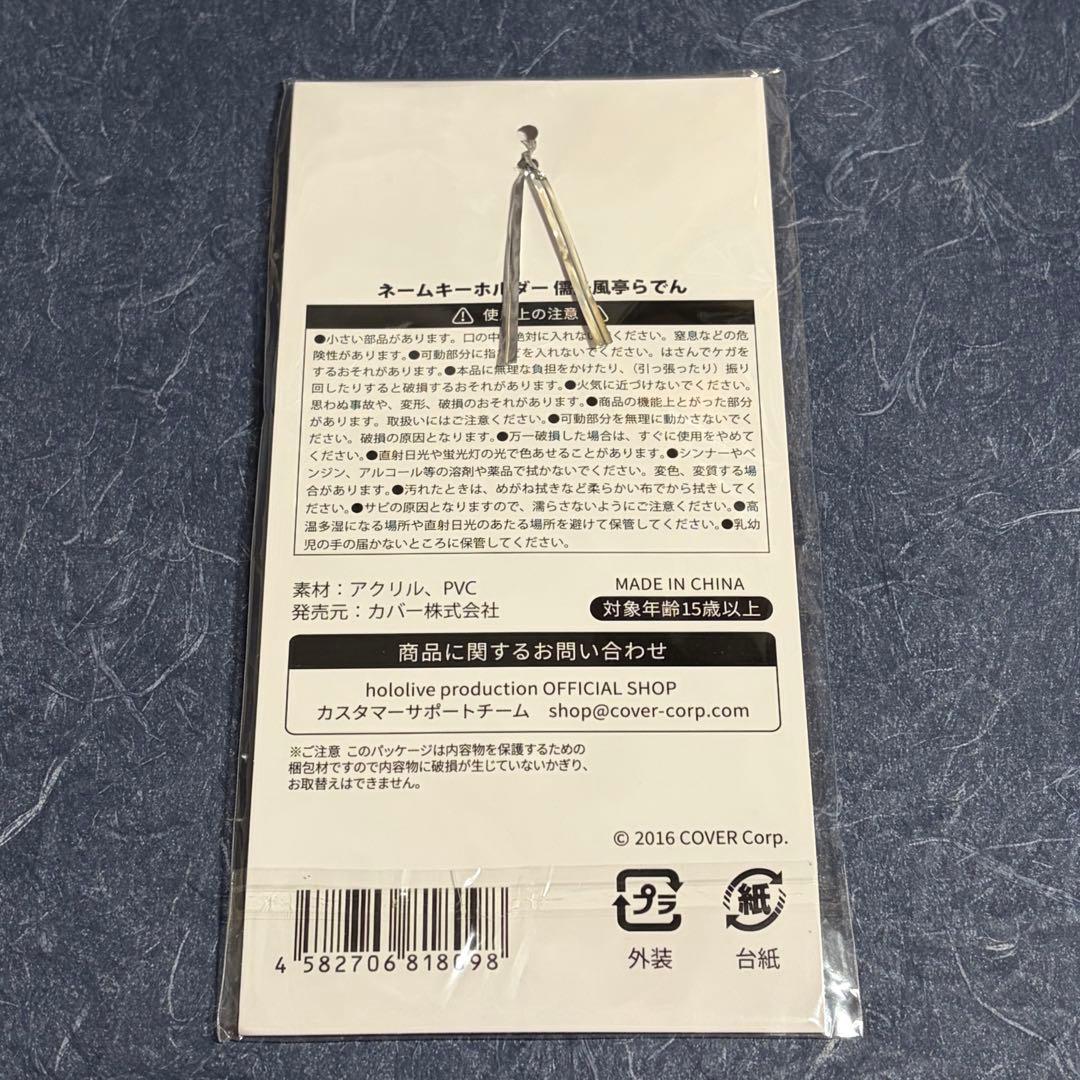 ネームキーホルダー 儒 風亭らでん
使 上の注意
●小さい部品があります。口の中 絶対に入れな ください。窒息などの危
険性があります。●可動部分に指 を入れないでください。はさんでケガを
するおそれがあります。●本品に無理な負担をかけたり、（引っ張ったり）振り
回したりすると破損するおそれがあります。●火気に近づけないでください。
思わぬ事故や、変形、破損のおそれがあります。●商品の機能上とがった部分
があります。取扱いにはご注意ください。●可動部分を無理に動かさないでく
ださい。破損の原因となります。●万一破損した場合は、すぐに使用をやめて
ください。●直射日光や蛍光灯の光で色あせることがあります。●シンナーやベ
ンジン、アルコール等の溶剤や薬品で拭かないでください。変色、変質する場
合があります。●汚れたときは、めがね拭きなど柔らかい布でから拭きしてく
ださい。●サビの原因となりますので、濡らさないようにご注意ください。●高
温多湿になる場所や直射日光のあたる場所を避けて保管してください。●乳幼
児の手の届かないところに保管してください。
素材：アクリル、PVC
MADE IN CHINA
発売元：カバー株式会社
対象年齢15歳以上
商品に関するお問い合わせ
hololive production OFFICIAL SHOP
カスタマーサポートチーム shop@cover-corp.com
※ご注意 このパッケージは内容物を保護するための
梱包材ですので内容物に破損が生じていないかぎり、
お取替えはできません。
© 2016 COVER Corp.
プラ
紙
外装
台紙
4 582706 818098